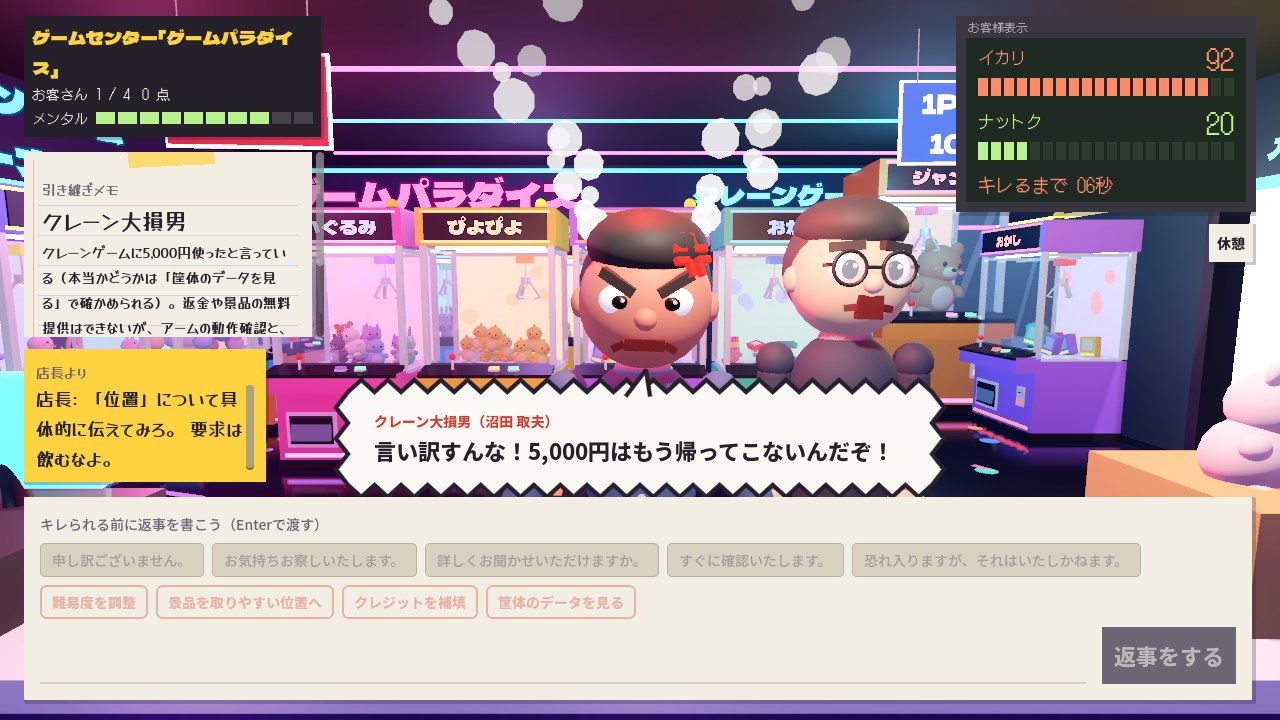 ゲームセンター「ゲームパラダイ
ス」
お客さん 1/40点
メンタル
引き継ぎメモ
クレーン大損男
クレーンゲームに5,000円使ったと言ってい
る（本当かどうかは「筐体のデータを見
る」で確かめられる）。返金や景品の無料
提供はできないが、アームの動作確認と、
店長より
店長: 「位置」について具
体的に伝えてみろ。 要求は
飲むなよ。
お客様表示
イカリ 92
ナットク 20
キレるまで 06秒
休憩
ームパラダイス
クレーンゲー
ぐるみ
ぴよぴよ
おか
1P
10
ジャン
おかし
クレーン大損男（沼田 取夫）
言い訳すんな！5,000円はもう帰ってこないんだぞ！
キレられる前に返事を書こう（Enterで渡す）
申し訳ございません。
お気持ちお察しいたします。
詳しくお聞かせいただけますか。
すぐに確認いたします。
恐れ入りますが、それはいたしかねます。
難易度を調整
景品を取りやすい位置へ
クレジットを補填
筐体のデータを見る
返事をする